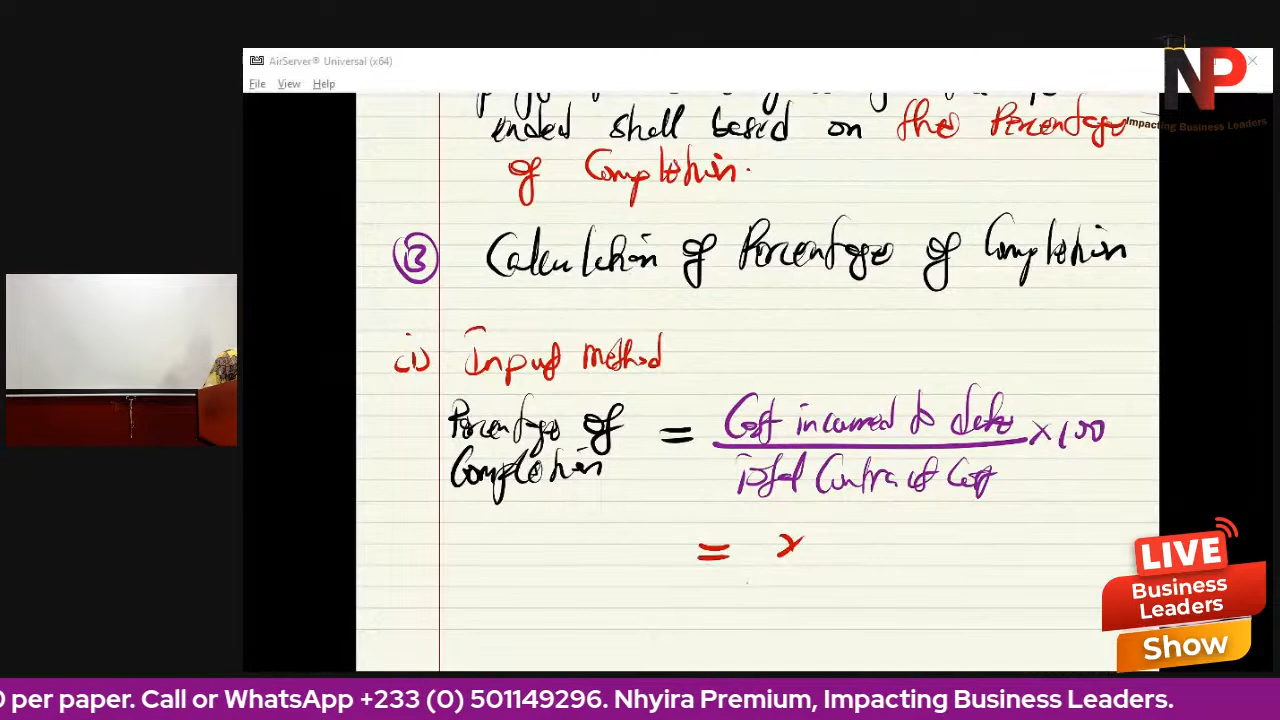 AirServer® Universal (x64)
File View Help
NP
Impacting Business Leaders
ended shall based on the Percentage
of Completion.
B Calculation of Percentage of Completion
(i) Input Method
Percentage of
Completion
= Cost incurred to date × 100
Total Contract Cost
= x
LIVE
Business
Leaders
Show
0 per paper. Call or WhatsApp +233 (0) 501149296. Nhyira Premium, Impacting Business Leaders.